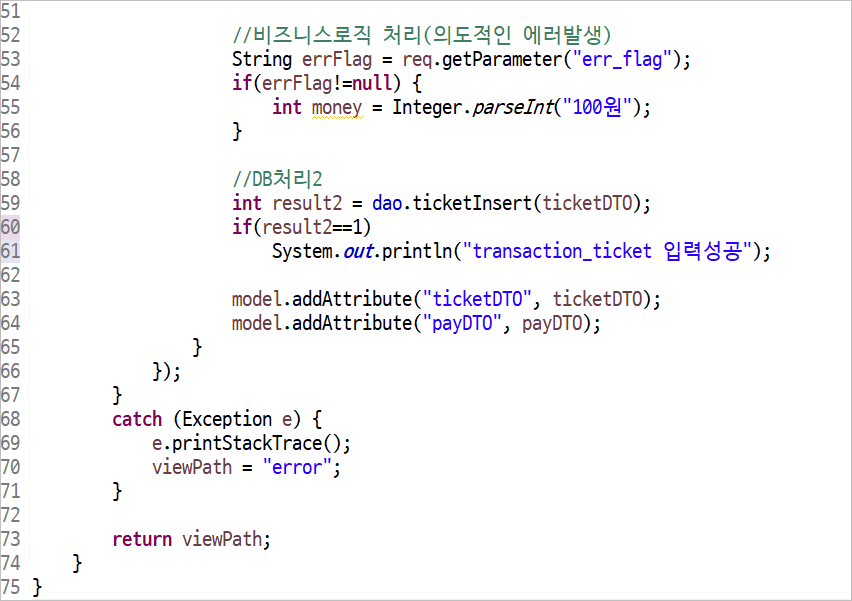 51
52 //비즈니스로직 처리(의도적인 에러발생)
53 String errFlag = req.getParameter("err_flag");
54 if(errFlag!=null) {
55 int money = Integer.parseInt("100원");
56 }
57
58 //DB처리2
59 int result2 = dao.ticketInsert(ticketDTO);
60 if(result2==1)
61 System.out.println("transaction_ticket 입력성공");
62
63 model.addAttribute("ticketDTO", ticketDTO);
64 model.addAttribute("payDTO", payDTO);
65 }
66 });
67 }
68 catch (Exception e) {
69 e.printStackTrace();
70 viewPath = "error";
71 }
72
73 return viewPath;
74 }
75 }